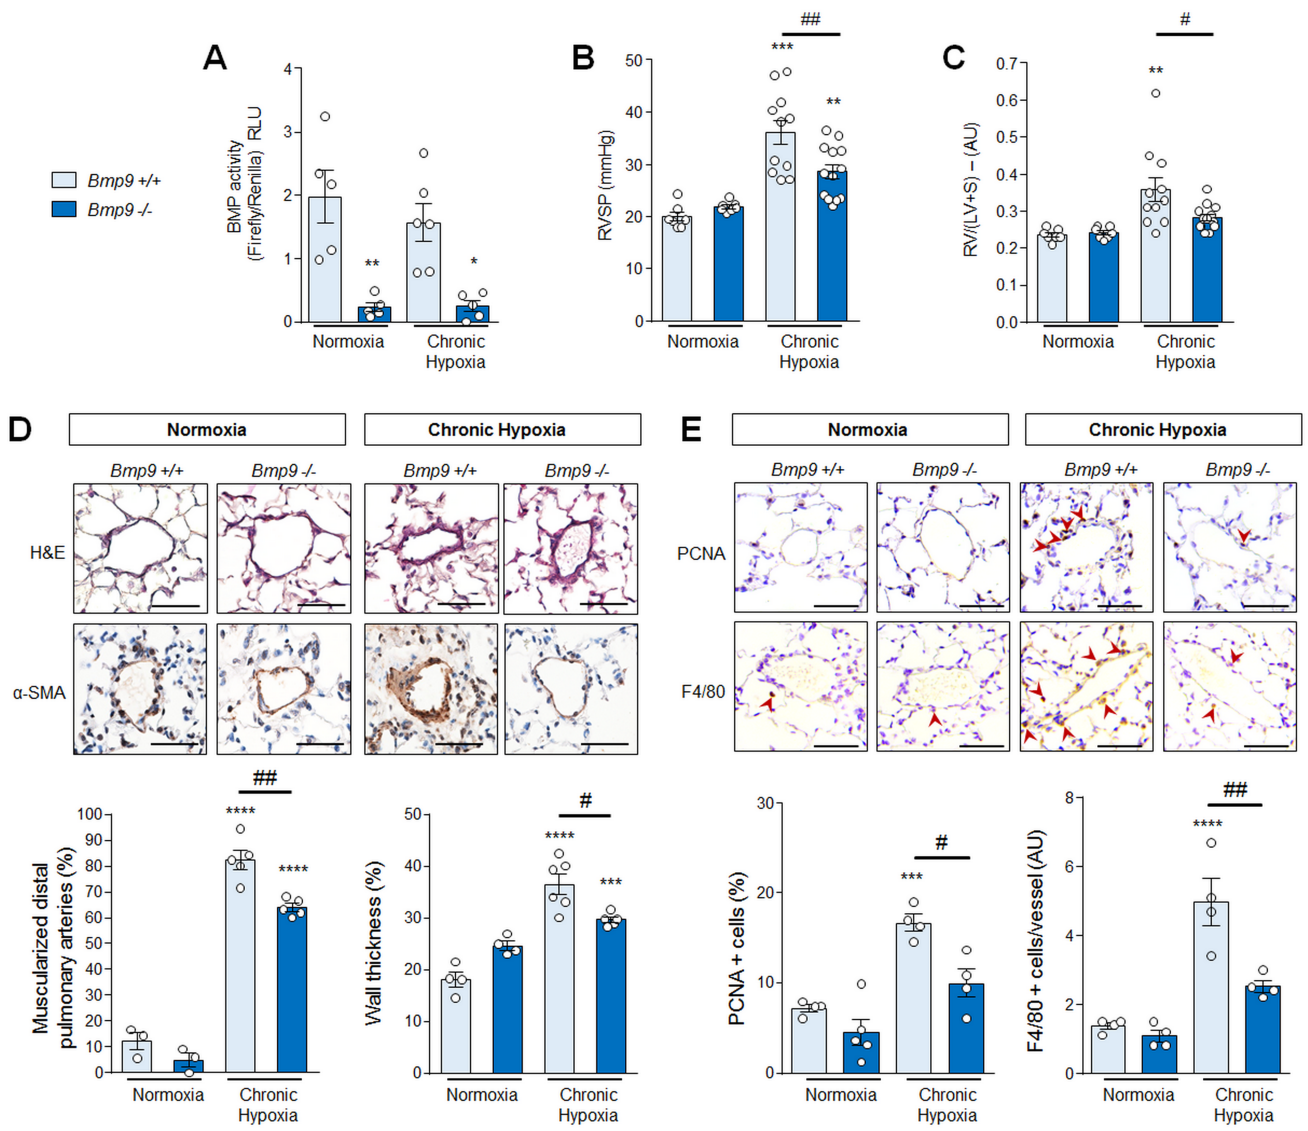 Bmp9 +/+
Bmp9 -/-
A
BMP activity
(Firefly/Renilla) RLU
4
3
2
1
0
**
*
Normoxia
Chronic
Hypoxia
B
RVSP (mmHg)
50
40
30
20
10
0
##
***
**
Normoxia
Chronic
Hypoxia
C
RV/(LV+S) – (AU)
0.7
0.6
0.5
0.4
0.3
0.2
0.1
0.0
#
**
Normoxia
Chronic
Hypoxia
D
Normoxia
Chronic Hypoxia
Bmp9 +/+
Bmp9 -/-
Bmp9 +/+
Bmp9 -/-
H&E
α-SMA
Muscularized distal
pulmonary arteries (%)
100
90
80
70
60
50
40
30
20
10
0
##
****
****
Normoxia
Chronic
Hypoxia
Wall thickness (%)
50
40
30
20
10
0
#
****
***
Normoxia
Chronic
Hypoxia
E
Normoxia
Chronic Hypoxia
Bmp9 +/+
Bmp9 -/-
Bmp9 +/+
Bmp9 -/-
PCNA
F4/80
PCNA + cells (%)
30
20
10
0
#
***
Normoxia
Chronic
Hypoxia
F4/80 + cells/vessel (AU)
8
6
4
2
0
##
****
Normoxia
Chronic
Hypoxia